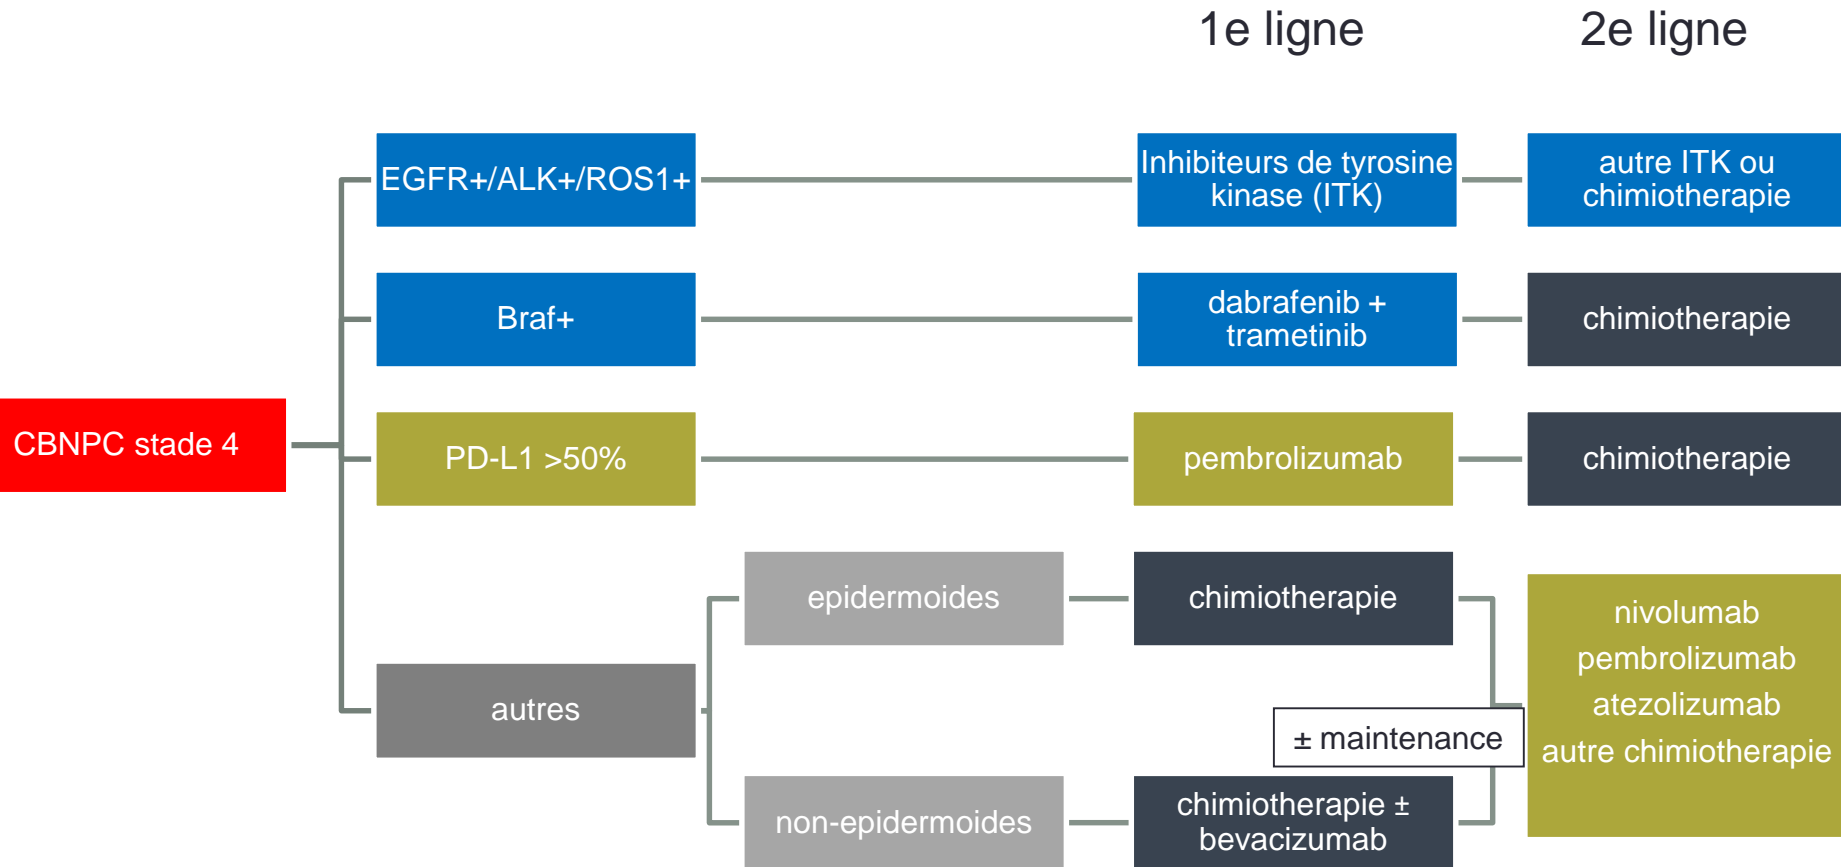 1e ligne
2e ligne
EGFR+/ALK+/ROS1+
Inhibiteurs de tyrosine
kinase (ITK)
autre ITK ou
chimiotherapie
Braf+
dabrafenib +
trametinib
chimiotherapie
CBNPC stade 4
PD-L1 >50%
pembrolizumab
chimiotherapie
epidermoides
chimiotherapie
autres
± maintenance
nivolumab
pembrolizumab
atezolizumab
autre chimiotherapie
non-epidermoides
chimiotherapie ±
bevacizumab